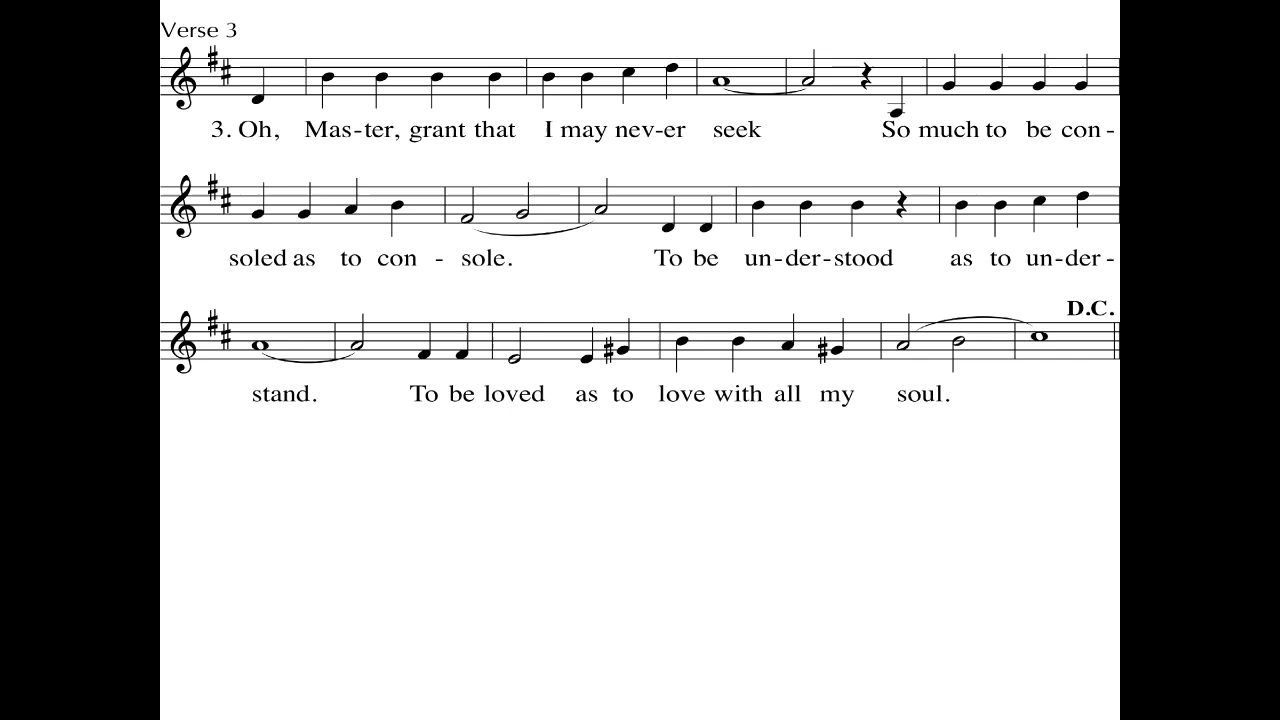 Verse 3
3. Oh, Mas-ter, grant that I may nev-er seek So much to be con-
soled as to con - sole. To be un-der-stood as to un-der-
D.C.
stand. To be loved as to love with all my soul.